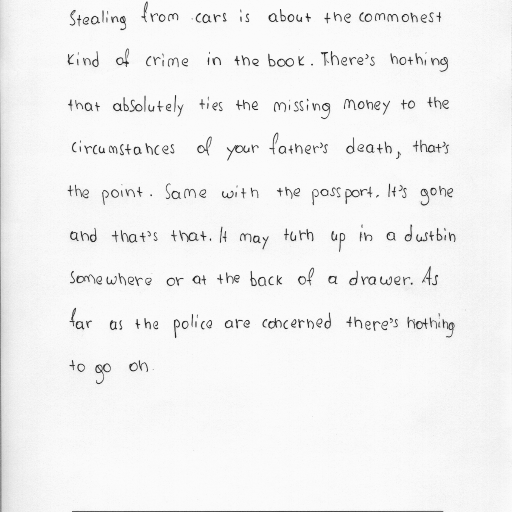 Stealing from cars is about the commonest
kind of crime in the book. There's nothing
that absolutely ties the missing money to the
circumstances of your father's death, that's
the point. Same with the passport. It's gone
and that's that. It may turn up in a dustbin
somewhere or at the back of a drawer. As
far as the police are concerned there's nothing
to go on.